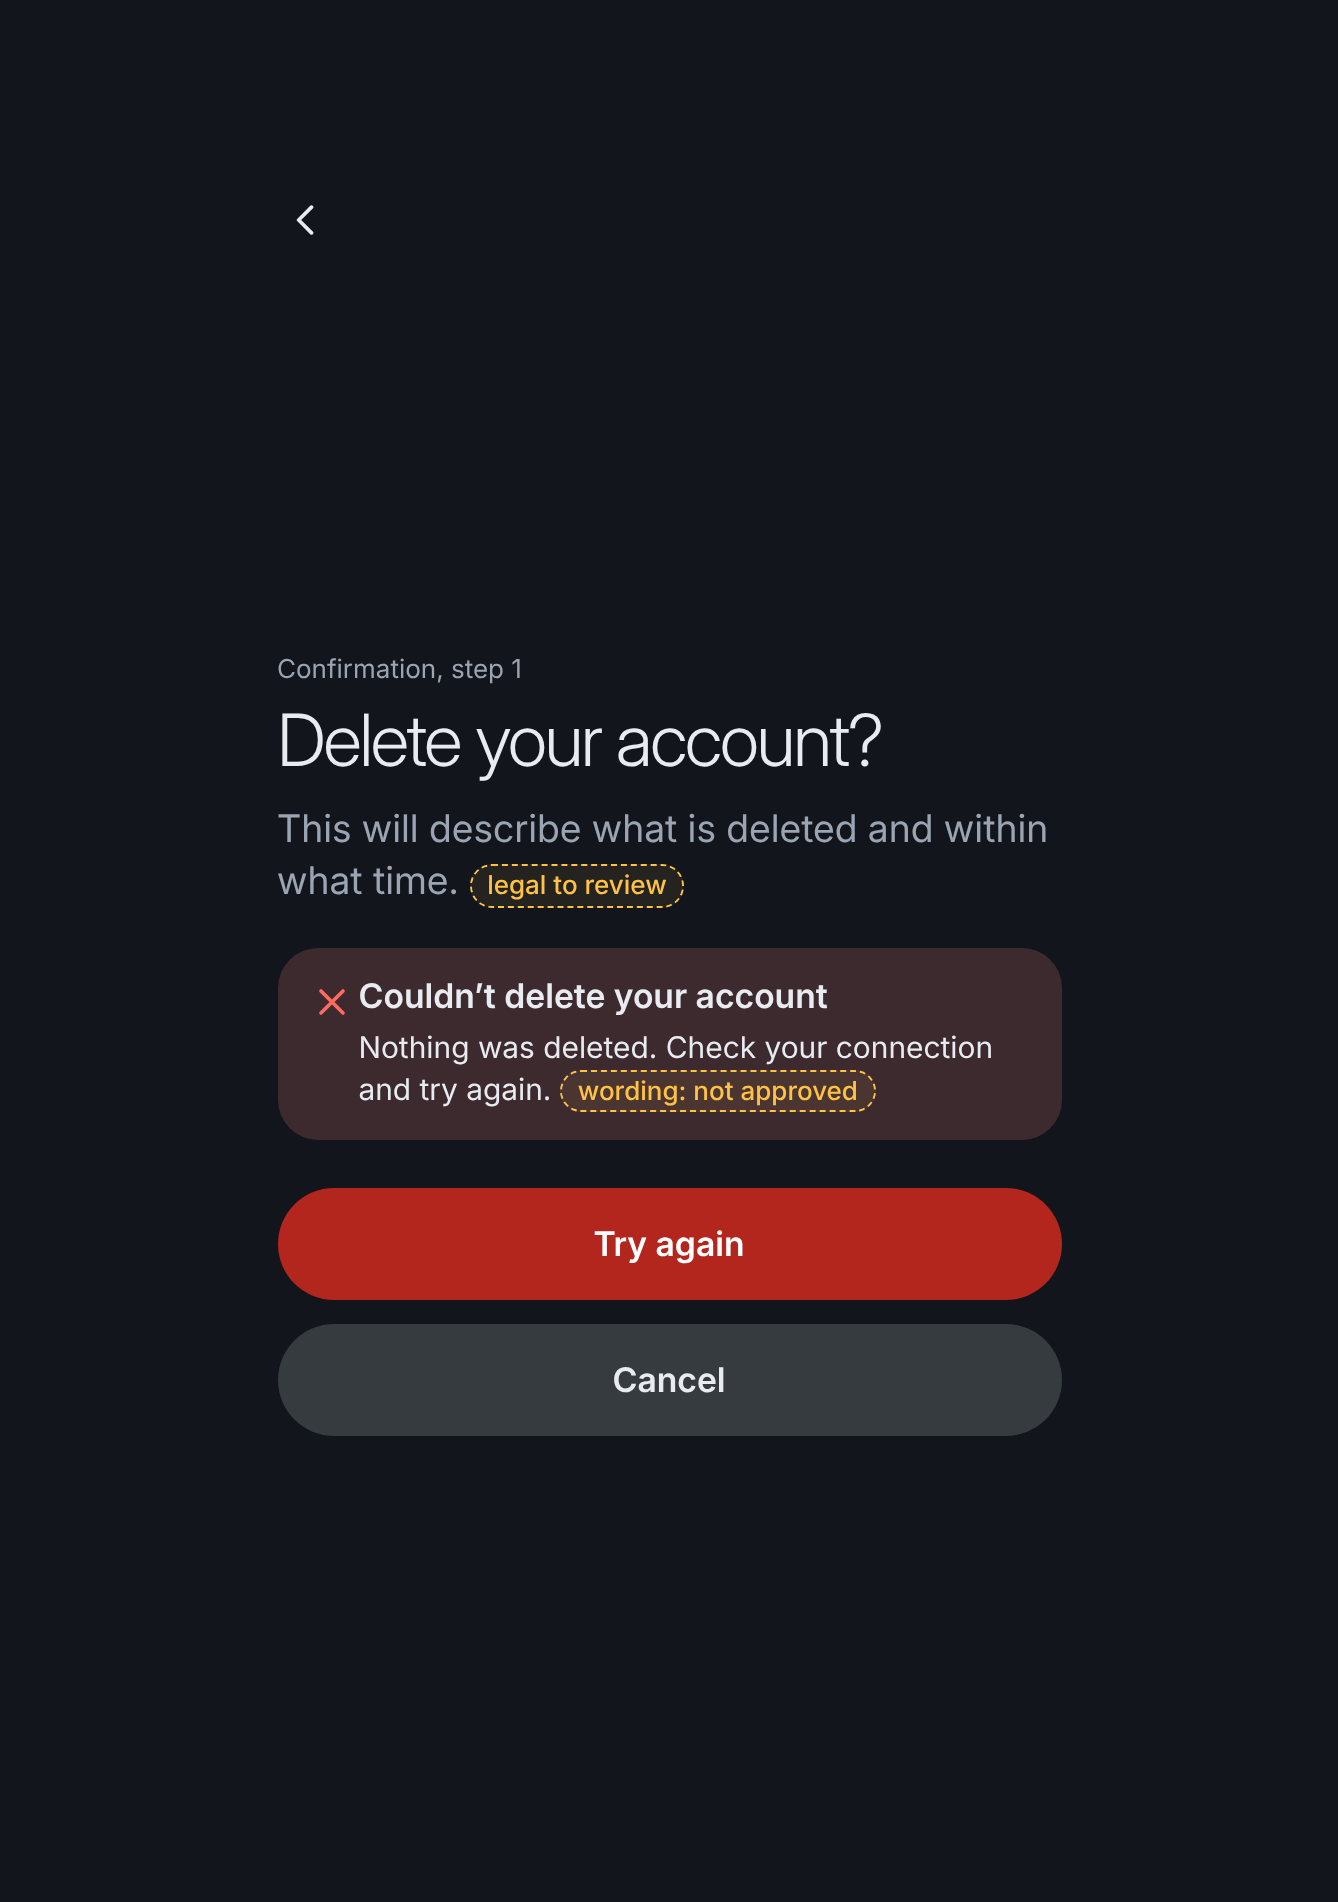 Confirmation, step 1
Delete your account?
This will describe what is deleted and within
what time. legal to review
Couldn’t delete your account
Nothing was deleted. Check your connection
and try again. wording: not approved
Try again
Cancel